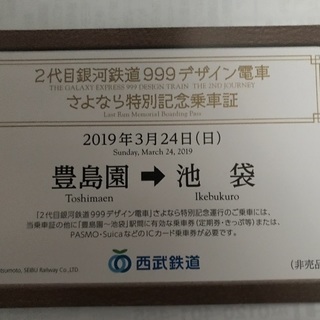 2代目銀河鉄道999デザイン電車
THE GALAXY EXPRESS 999 DESIGN TRAIN THE 2ND JOURNEY
さよなら特別記念乗車証
Last Run Memorial Boarding Pass
2019年3月24日(日)
Sunday, March 24, 2019
豊島園 ➡ 池袋
Toshimaen Ikebukuro
「2代目銀河鉄道999デザイン電車」さよなら特別記念運行のご乗車には、
当乗車証の他に「豊島園~池袋」駅間に有効な乗車券(定期券・きっぷ等)または、
PASMO・SuicaなどのICカード乗車券が必要です。
西武鉄道
(非売品
tsumoto, SEIBU Railway Co., LTD.